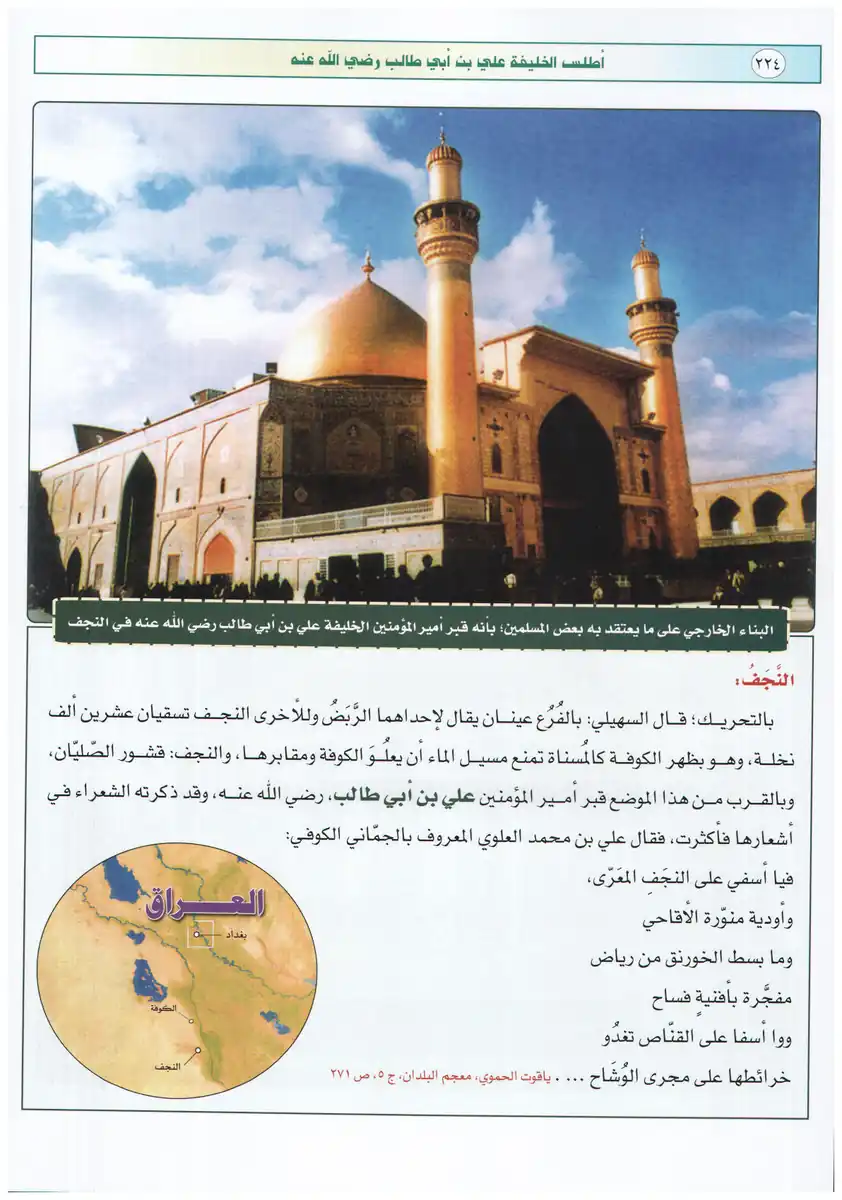 ٢٢٤
أطلس الخليفة علي بن أبي طالب رضي الله عنه
البناء الخارجي على ما يعتقد به بعض المسلمين؛ بأنه قبر أمير المؤمنين الخليفة علي بن أبي طالب رضي الله عنه في النجف
النَّجَفُ:
بالتحريك؛ قال السهيلي: بالفُرُع عينان يقال لإحداهما الرَّبَضُ وللأخرى النجف تسقيان عشرين ألف
نخلة، وهو بظهر الكوفة كالمُسناة تمنع مسيل الماء أن يعلُوَ الكوفة ومقابرها، والنجف: قشور الصّليّان،
وبالقرب من هذا الموضع قبر أمير المؤمنين علي بن أبي طالب، رضي الله عنه، وقد ذكرته الشعراء في
أشعارها فأكثرت، فقال علي بن محمد العلوي المعروف بالجمّاني الكوفي:
فيا أسفي على النجَفِ المعَرّى،
وأودية منوّرة الأقاحي
وما بسط الخورنق من رياض
مفجَّرة بأفنيةٍ فساح
ووا أسفا على القنّاص تغدُو
خرائطها على مجرى الوُشَاح ... . ياقوت الحموي، معجم البلدان، ج ٥، ص ٢٧١
العراق
بغداد
الكوفة
النجف